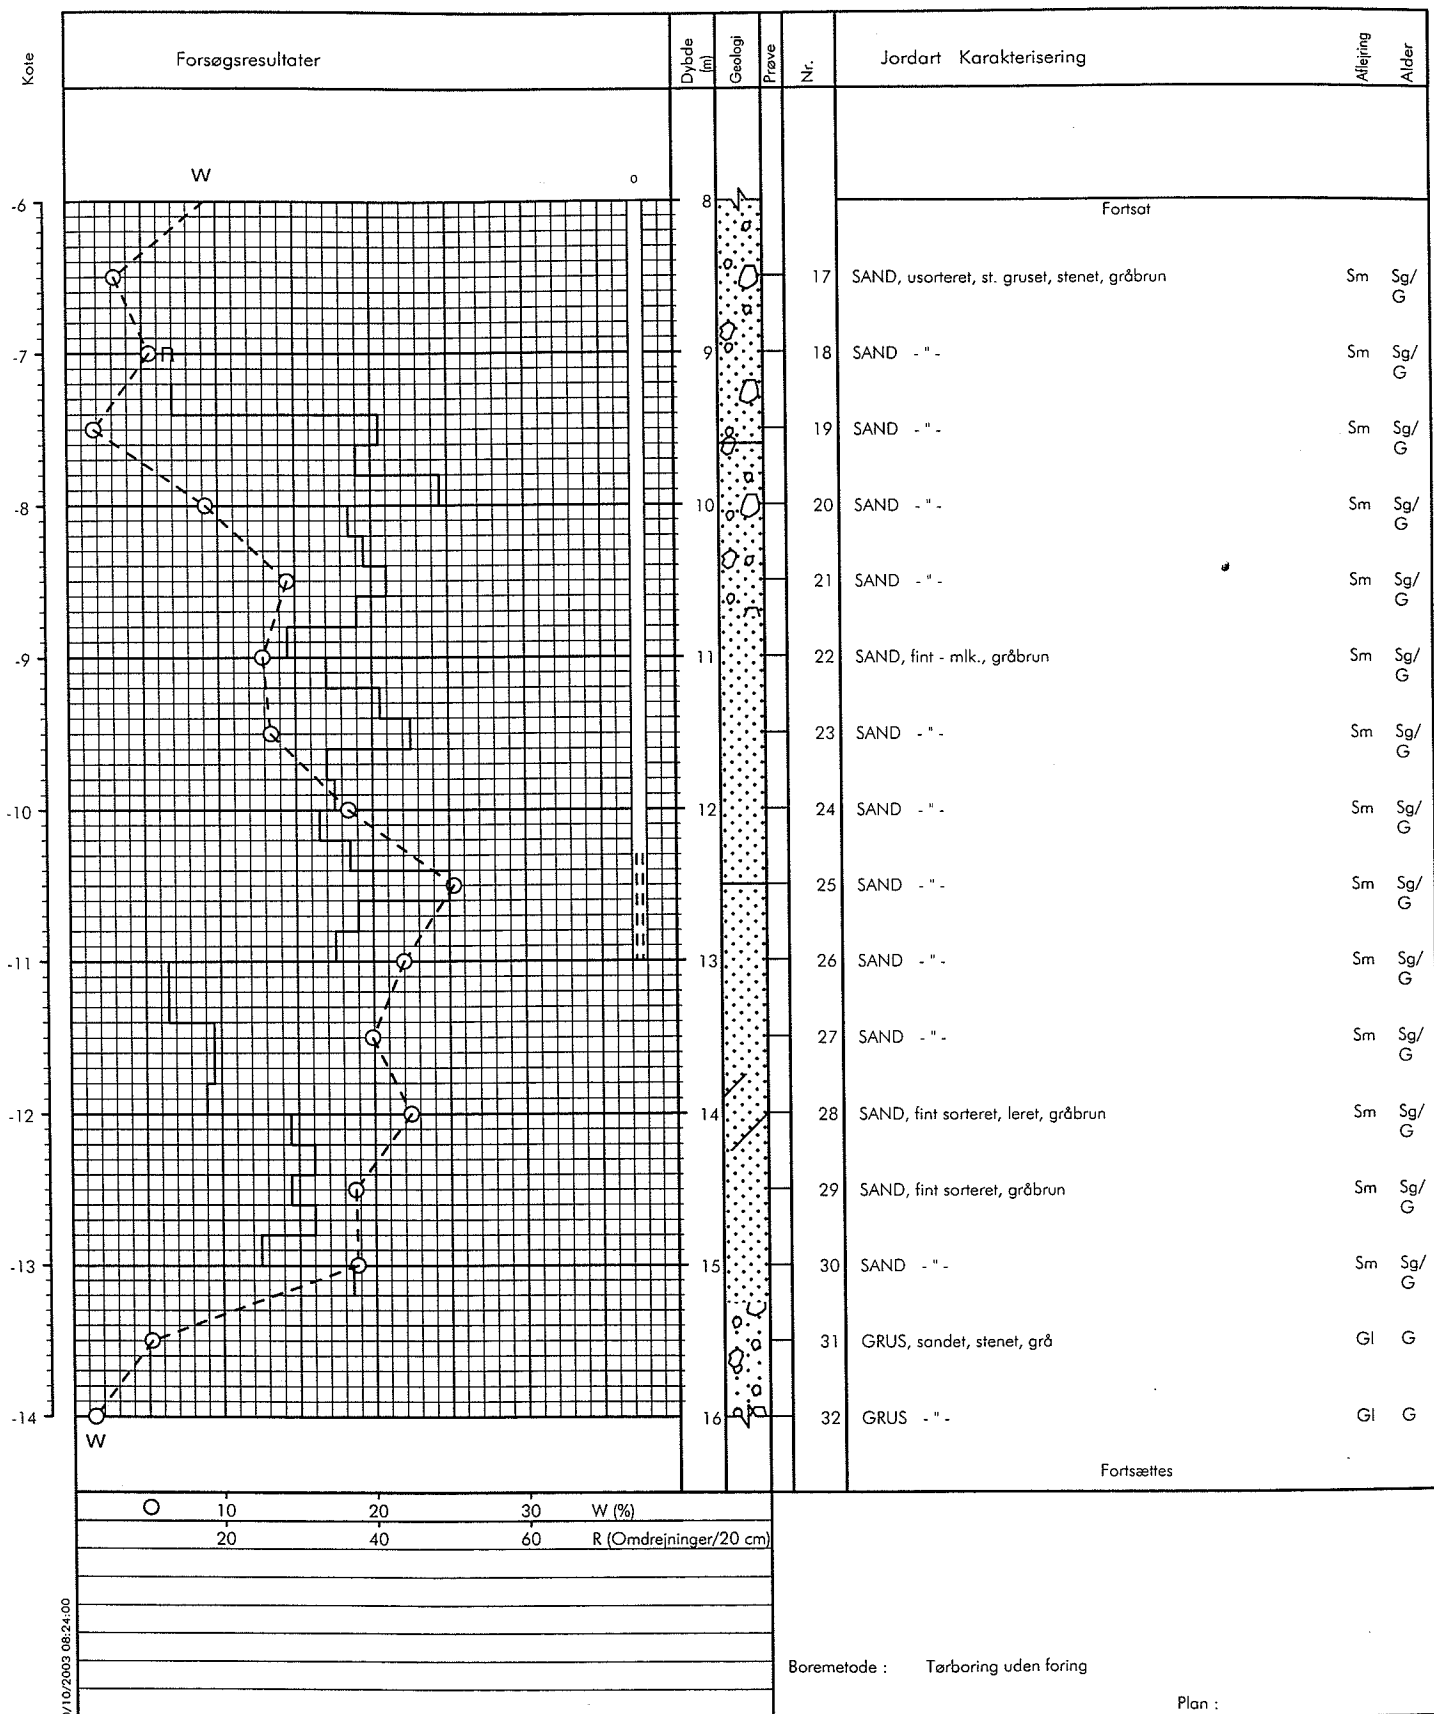 Kote
Forsøgsresultater
Dybde (m)
Geologi
Prøve
Nr.
Jordart Karakterisering
Aflejring
Alder
W
o
Fortsat
-6
8
17 SAND, usorteret, st. gruset, stenet, gråbrun Sm Sg/
G
-7
R
9
18 SAND - " - Sm Sg/
G
19 SAND - " - Sm Sg/
G
-8
10
20 SAND - " - Sm Sg/
G
21 SAND - " - Sm Sg/
G
-9
11
22 SAND, fint - mlk., gråbrun Sm Sg/
G
23 SAND - " - Sm Sg/
G
-10
12
24 SAND - " - Sm Sg/
G
25 SAND - " - Sm Sg/
G
-11
13
26 SAND - " - Sm Sg/
G
27 SAND - " - Sm Sg/
G
-12
14
28 SAND, fint sorteret, leret, gråbrun Sm Sg/
G
29 SAND, fint sorteret, gråbrun Sm Sg/
G
-13
15
30 SAND - " - Sm Sg/
G
31 GRUS, sandet, stenet, grå Gl G
-14
16
32 GRUS - " - Gl G
W
Fortsættes
10 20 30 W (%)
20 40 60 R (Omdrejninger/20 cm)
/10/2003 08:24:00
Boremetode : Tørboring uden foring
Plan :